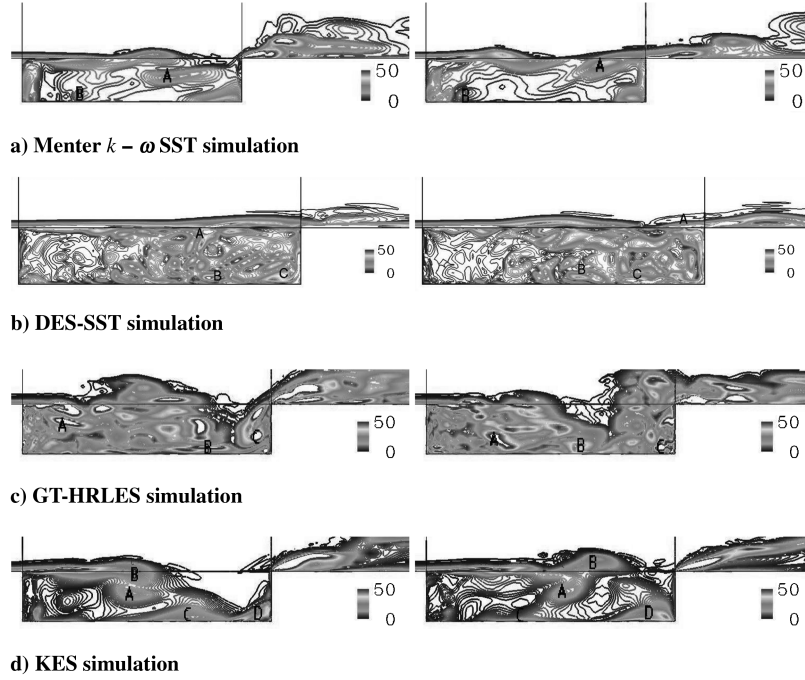 A
B
50
0
A
B
50
0
a) Menter k – ω SST simulation
A
B
C
50
0
A
B
C
50
0
b) DES-SST simulation
A
B
C
50
0
A
B
C
50
0
c) GT-HRLES simulation
B
A
C
D
50
0
B
A
C
D
50
0
d) KES simulation